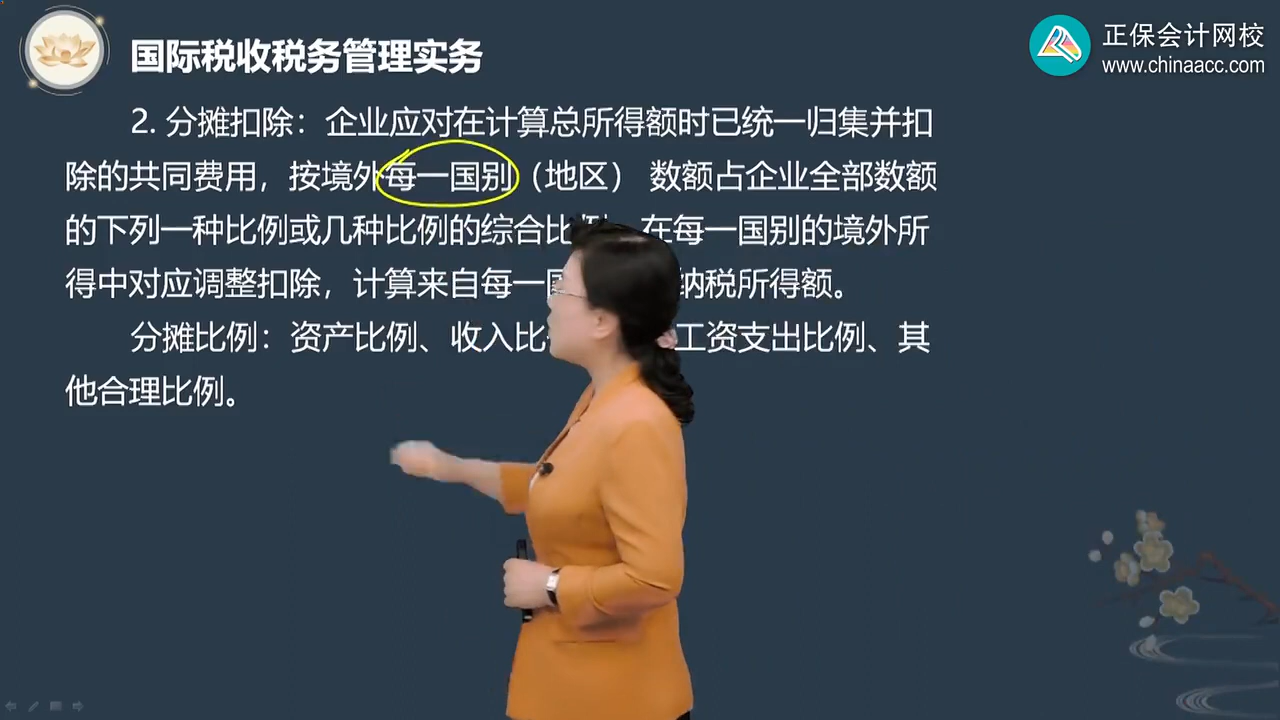 国际税收税务管理实务
正保会计网校
www.chinaacc.com
2. 分摊扣除：企业应对在计算总所得额时已统一归集并扣
除的共同费用，按境外每一国别（地区） 数额占企业全部数额
的下列一种比例或几种比例的综合比 在每一国别的境外所
得中对应调整扣除，计算来自每一 纳税所得额。
分摊比例：资产比例、收入比 工资支出比例、其
他合理比例。